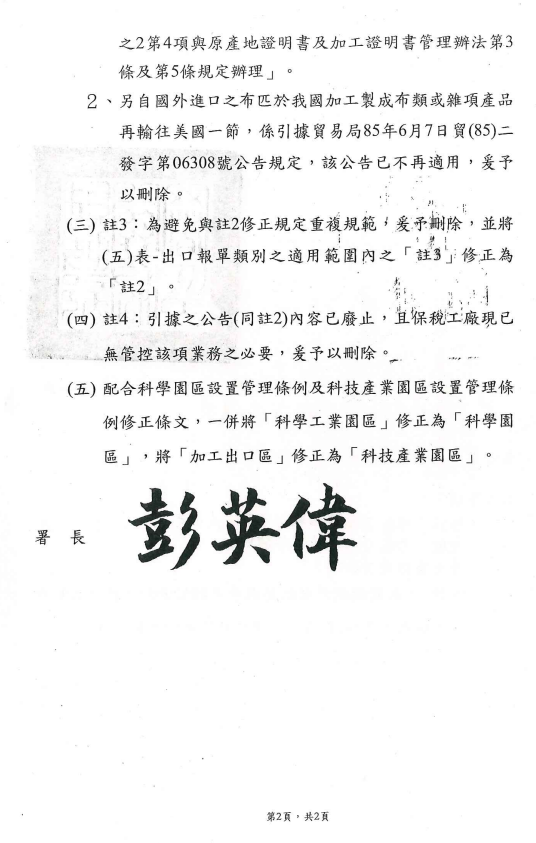 之2第4項與原產地證明書及加工證明書管理辦法第3
條及第5條規定辦理」。
2、另自國外進口之布匹於我國加工製成布類或雜項產品
再輸往美國一節，係引據貿易局85年6月7日貿(85)二
發字第06308號公告規定，該公告已不再適用，爰予
以刪除。
(三) 註3：為避免與註2修正規定重複規範，爰予刪除，並將
(五)表-出口報單類別之適用範圍內之「註3」修正為
「註2」。
(四) 註4：引據之公告(同註2)內容已廢止，且保稅工廠現已
無管控該項業務之必要，爰予以刪除。
(五) 配合科學園區設置管理條例及科技產業園區設置管理條
例修正條文，一併將「科學工業園區」修正為「科學園
區」，將「加工出口區」修正為「科技產業園區」。
署 長 彭英偉
第2頁，共2頁